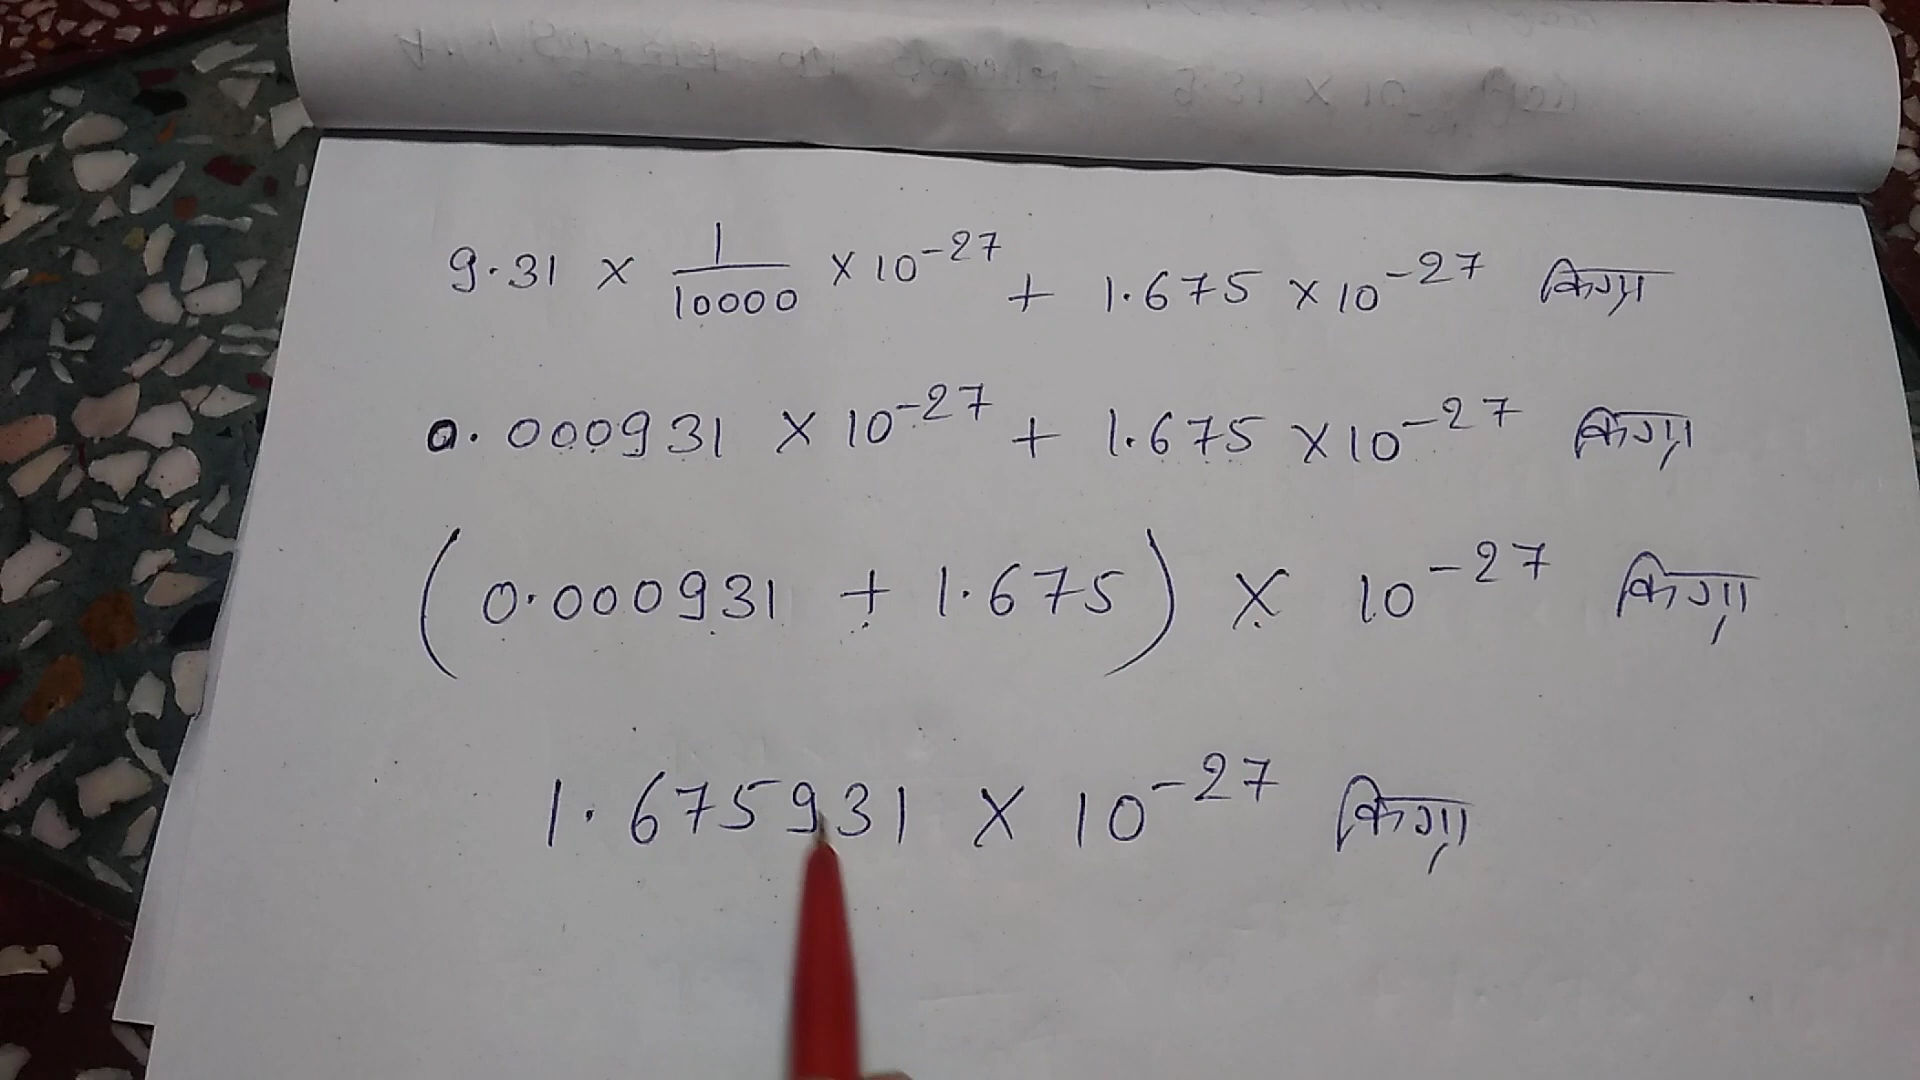 9.31 × 1/10000 × 10⁻²⁷ + 1.675 × 10⁻²⁷ किग्रा
0.000931 × 10⁻²⁷ + 1.675 × 10⁻²⁷ किग्रा
(0.000931 + 1.675) × 10⁻²⁷ किग्रा
1.675931 × 10⁻²⁷ किग्रा